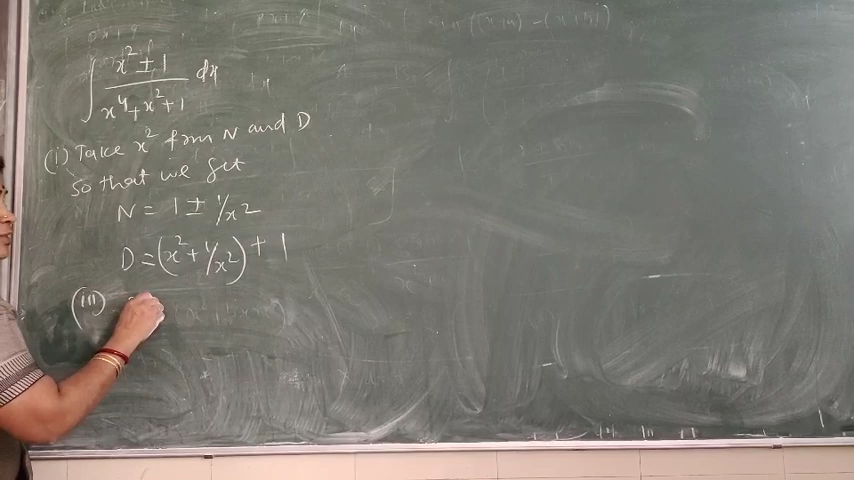 ∫ (x² ± 1)/(x⁴ + x² + 1) dx
(i) Take x² from N and D
so that we get
N = 1 ± 1/x²
D = (x² + 1/x²) + 1
(iii)